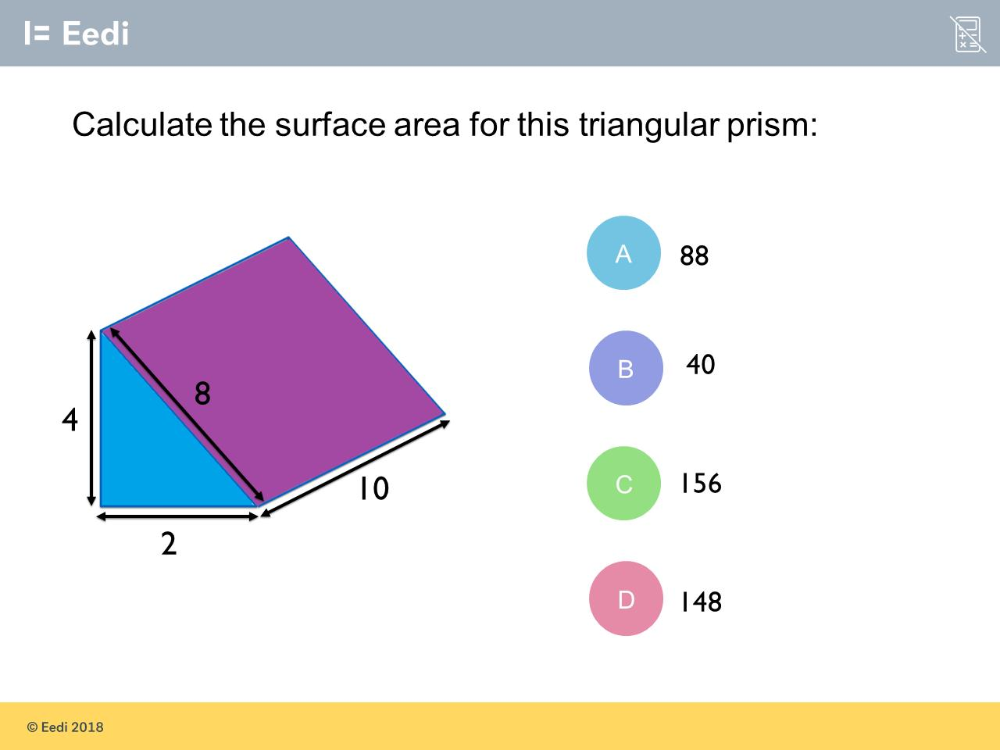 Eedi
Calculate the surface area for this triangular prism:
A 88
B 40
C 156
D 148
4
8
10
2
© Eedi 2018